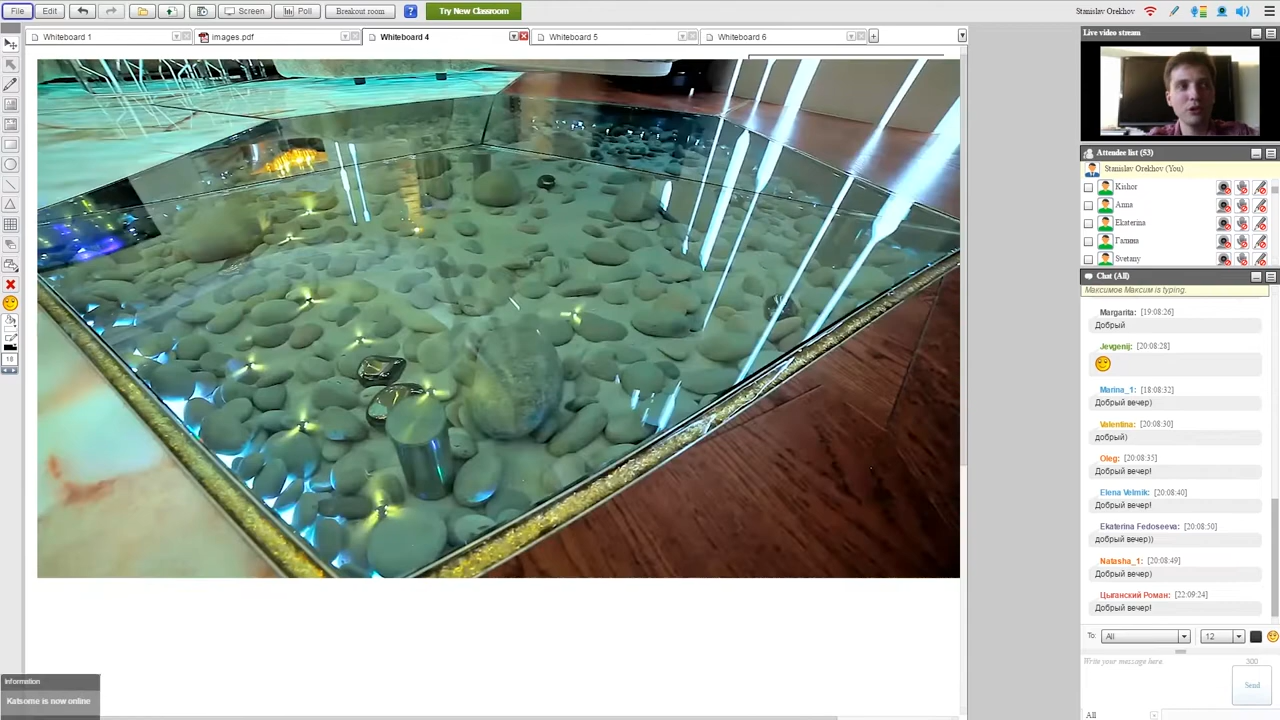 File
Edit
Screen
Poll
Breakout room
?
Try New Classroom
Stanislav Orekhov
Whiteboard 1
images.pdf
Whiteboard 4
Whiteboard 5
Whiteboard 6
Live video stream
Attendee list (53)
Stanislav Orekhov (You)
Kishor
Anna
Ekaterina
Галина
Svetany
Chat (All)
Максимов Максим is typing.
Margarita: [19:08:26]
Добрый
Jevgenij: [20:08:28]
Marina_1: [18:08:32]
Добрый вечер)
Valentina: [20:08:30]
добрый)
Oleg: [20:08:35]
Добрый вечер!
Elena Velmik: [20:08:40]
Добрый вечер!
Ekaterina Fedoseeva: [20:08:50]
добрый вечер))
Natasha_1: [20:08:49]
Добрый вечер)
Цыганский Роман: [22:09:24]
Добрый вечер!
To: All 12
Write your message here.
300
Send
All
18
Information
Katsome is now online